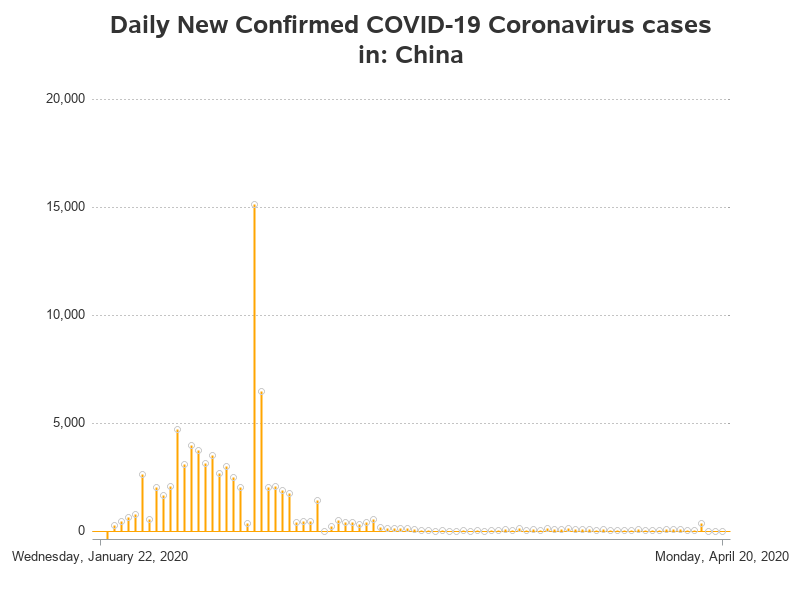 Daily New Confirmed COVID-19 Coronavirus cases
in: China
20,000
15,000
10,000
5,000
0
Wednesday, January 22, 2020
Monday, April 20, 2020